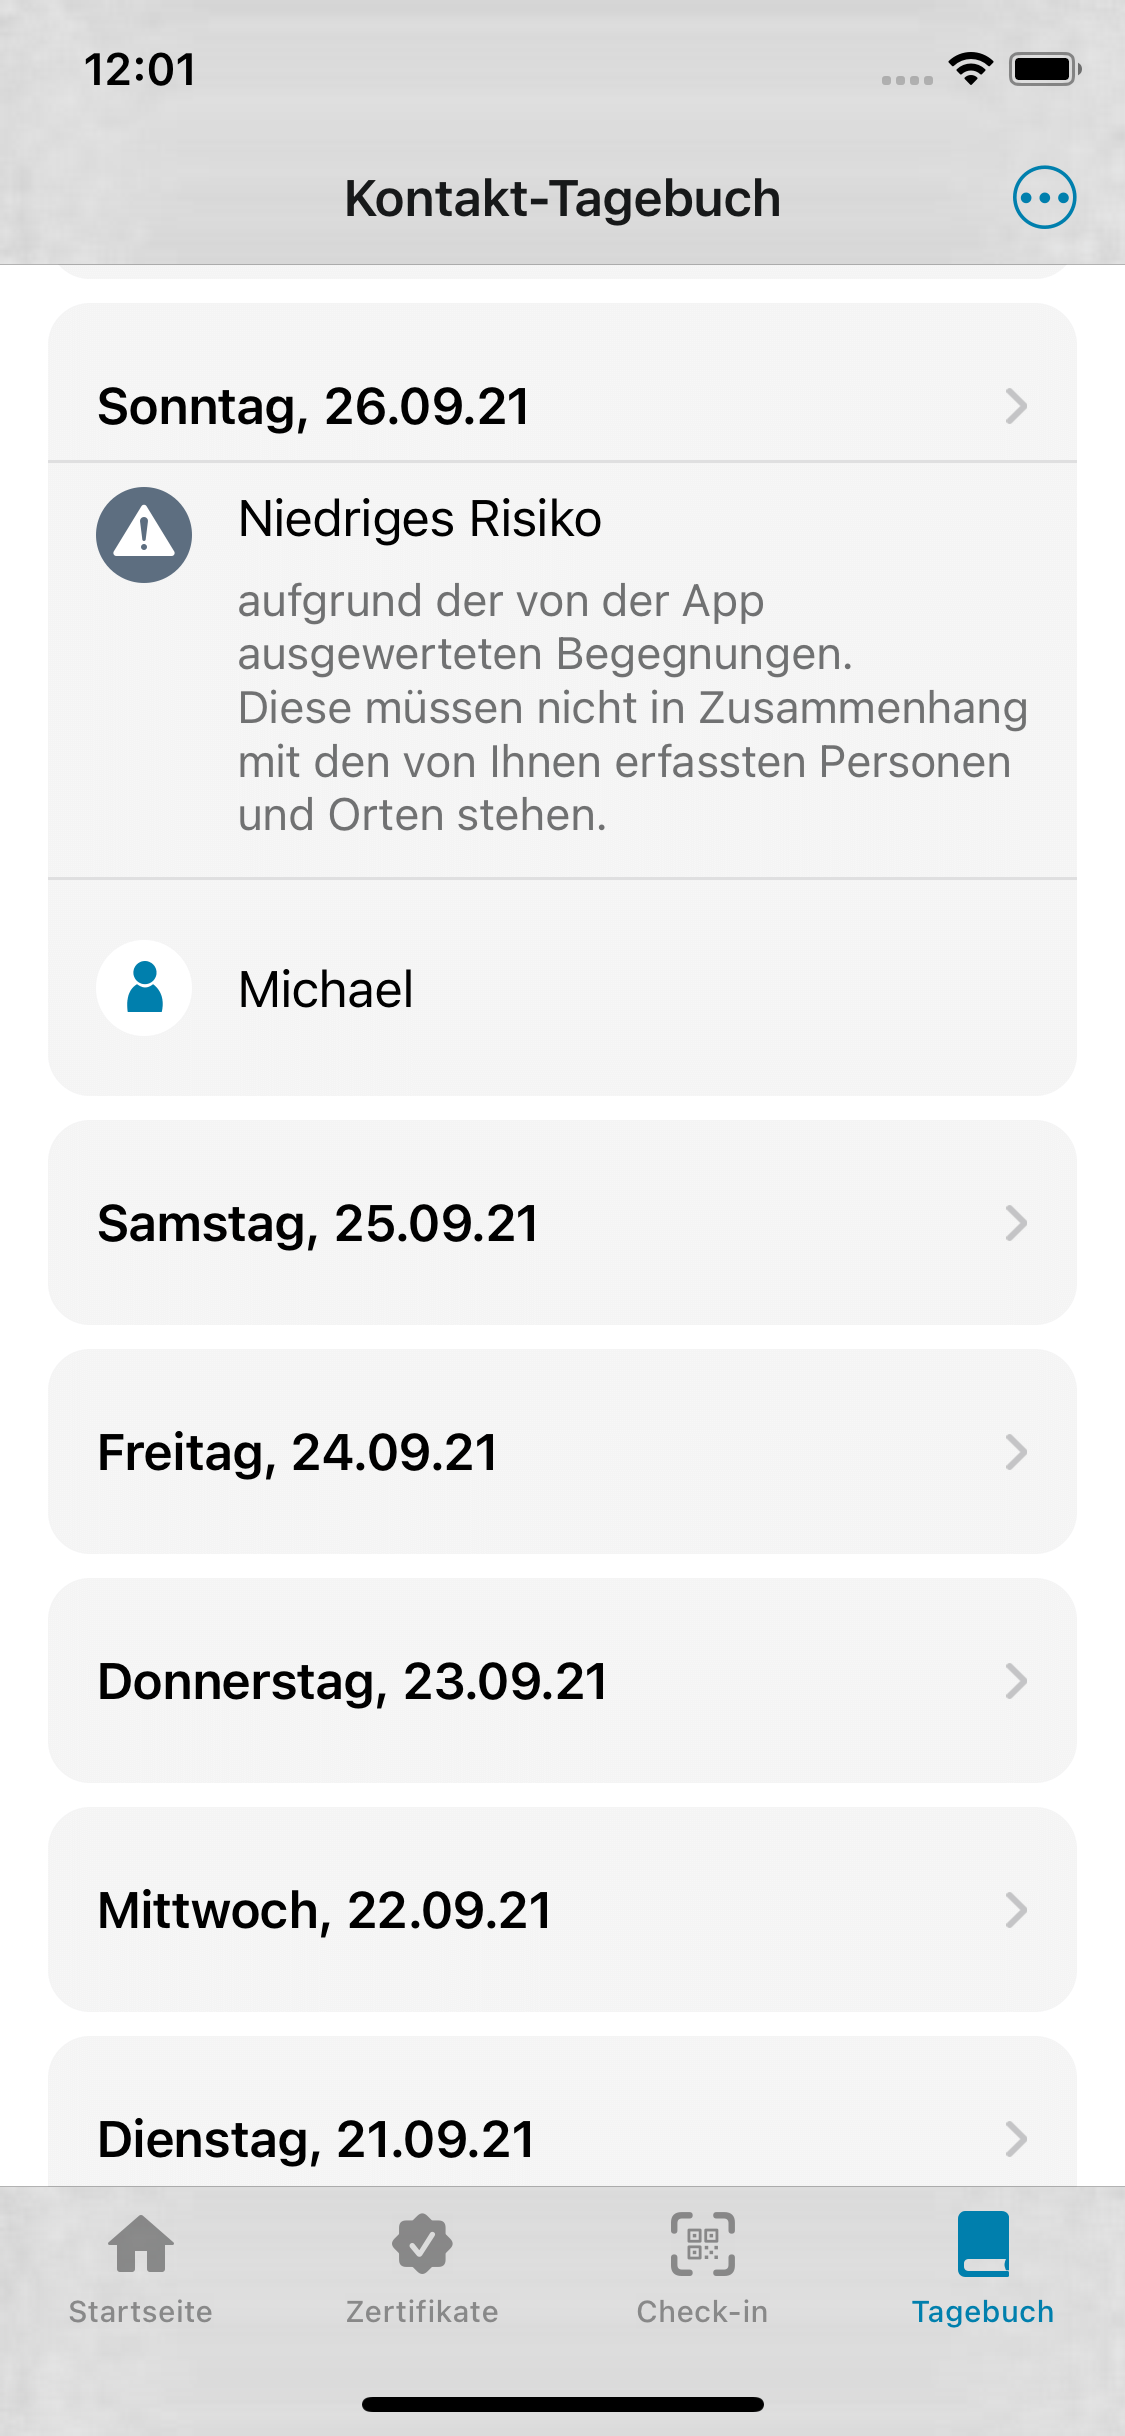 12:01
Kontakt-Tagebuch
Sonntag, 26.09.21
Niedriges Risiko
aufgrund der von der App
ausgewerteten Begegnungen.
Diese müssen nicht in Zusammenhang
mit den von Ihnen erfassten Personen
und Orten stehen.
Michael
Samstag, 25.09.21
Freitag, 24.09.21
Donnerstag, 23.09.21
Mittwoch, 22.09.21
Dienstag, 21.09.21
Startseite
Zertifikate
Check-in
Tagebuch